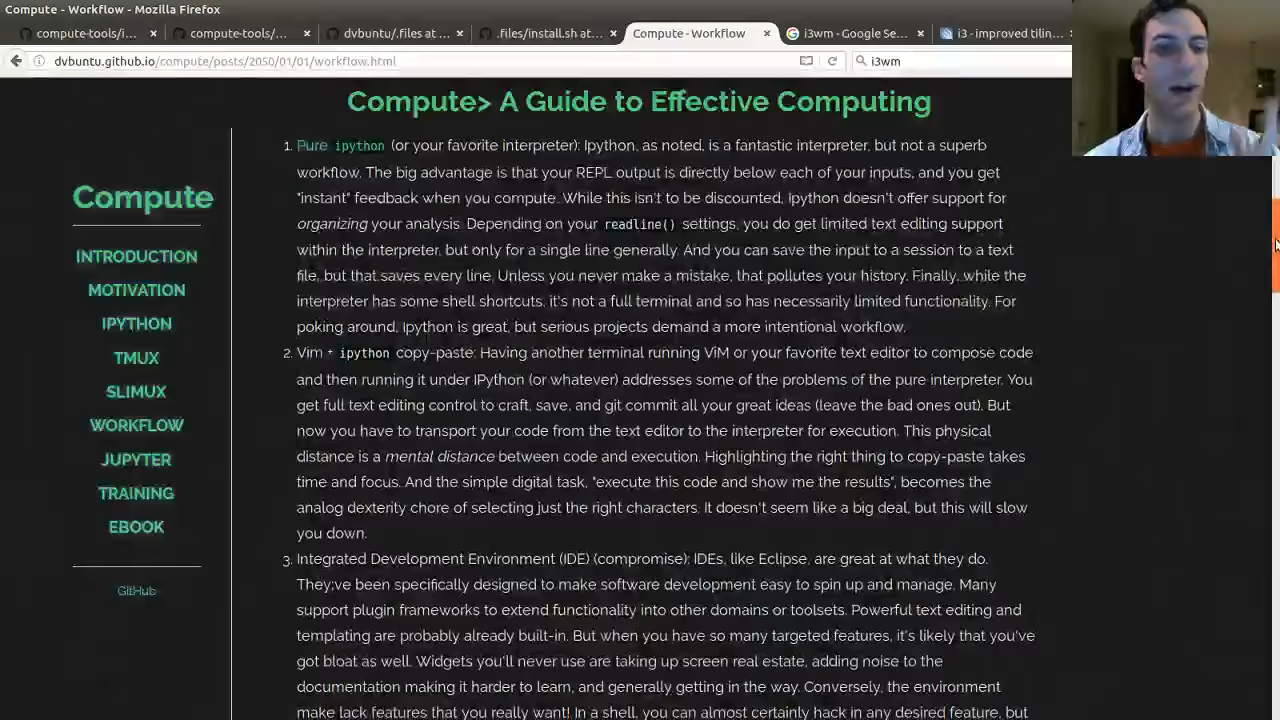 Compute - Workflow - Mozilla Firefox
compute-tools/i... × compute-tools/... × dvbuntu/.files at ... × .files/install.sh at... × Compute - Workflow × i3wm - Google Se... × i3 - improved tilin...
dvbuntu.github.io/compute/posts/2050/01/01/workflow.html i3wm
Compute> A Guide to Effective Computing
Compute
INTRODUCTION
MOTIVATION
IPYTHON
TMUX
SLIMUX
WORKFLOW
JUPYTER
TRAINING
EBOOK
GitHub
1. Pure ipython (or your favorite interpreter): Ipython, as noted, is a fantastic interpreter, but not a superb
workflow. The big advantage is that your REPL output is directly below each of your inputs, and you get
"instant" feedback when you compute. While this isn't to be discounted, Ipython doesn't offer support for
organizing your analysis. Depending on your readline() settings, you do get limited text editing support
within the interpreter, but only for a single line generally. And you can save the input to a session to a text
file, but that saves every line. Unless you never make a mistake, that pollutes your history. Finally, while the
interpreter has some shell shortcuts, it's not a full terminal and so has necessarily limited functionality. For
poking around, Ipython is great, but serious projects demand a more intentional workflow.
2. Vim + ipython copy-paste: Having another terminal running ViM or your favorite text editor to compose code
and then running it under IPython (or whatever) addresses some of the problems of the pure interpreter. You
get full text editing control to craft, save, and git commit all your great ideas (leave the bad ones out). But
now you have to transport your code from the text editor to the interpreter for execution. This physical
distance is a mental distance between code and execution. Highlighting the right thing to copy-paste takes
time and focus. And the simple digital task, "execute this code and show me the results", becomes the
analog dexterity chore of selecting just the right characters. It doesn't seem like a big deal, but this will slow
you down.
3. Integrated Development Environment (IDE) (compromise): IDEs, like Eclipse, are great at what they do.
They;ve been specifically designed to make software development easy to spin up and manage. Many
support plugin frameworks to extend functionality into other domains or toolsets. Powerful text editing and
templating are probably already built-in. But when you have so many targeted features, it's likely that you've
got bloat as well. Widgets you'll never use are taking up screen real estate, adding noise to the
documentation making it harder to learn, and generally getting in the way. Conversely, the environment
make lack features that you really want! In a shell, you can almost certainly hack in any desired feature, but